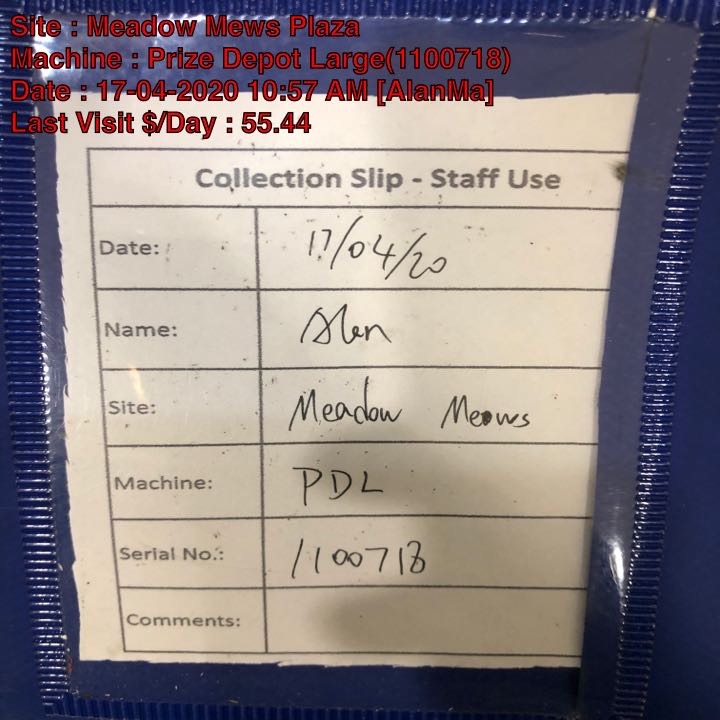 Site : Meadow Mews Plaza
Machine : Prize Depot Large(1100718)
Date : 17-04-2020 10:57 AM [AlanMa]
Last Visit $/Day : 55.44
Collection Slip - Staff Use
Date: 17/04/20
Name: Alan
Site: Meadow Meows
Machine: PDL
Serial No.: 1100718
Comments: